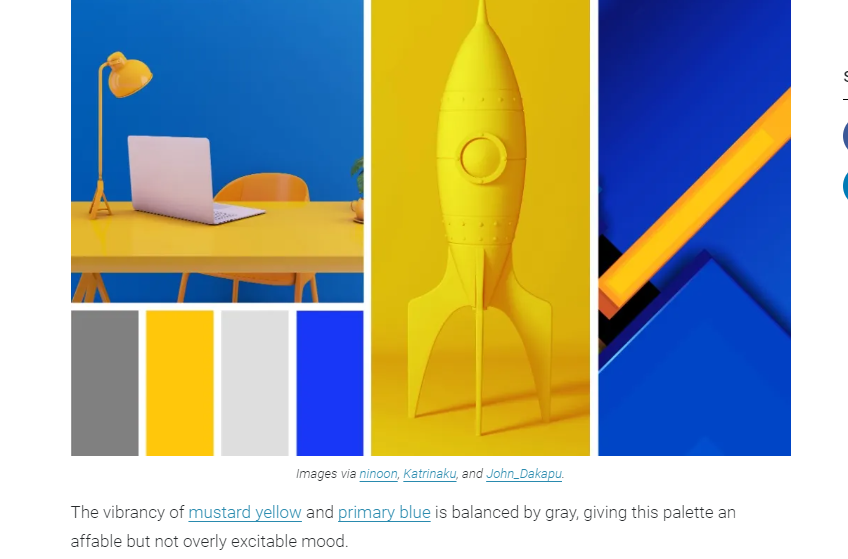 Images via ninoon, Katrinaku, and John_Dakapu.
The vibrancy of mustard yellow and primary blue is balanced by gray, giving this palette an
affable but not overly excitable mood.